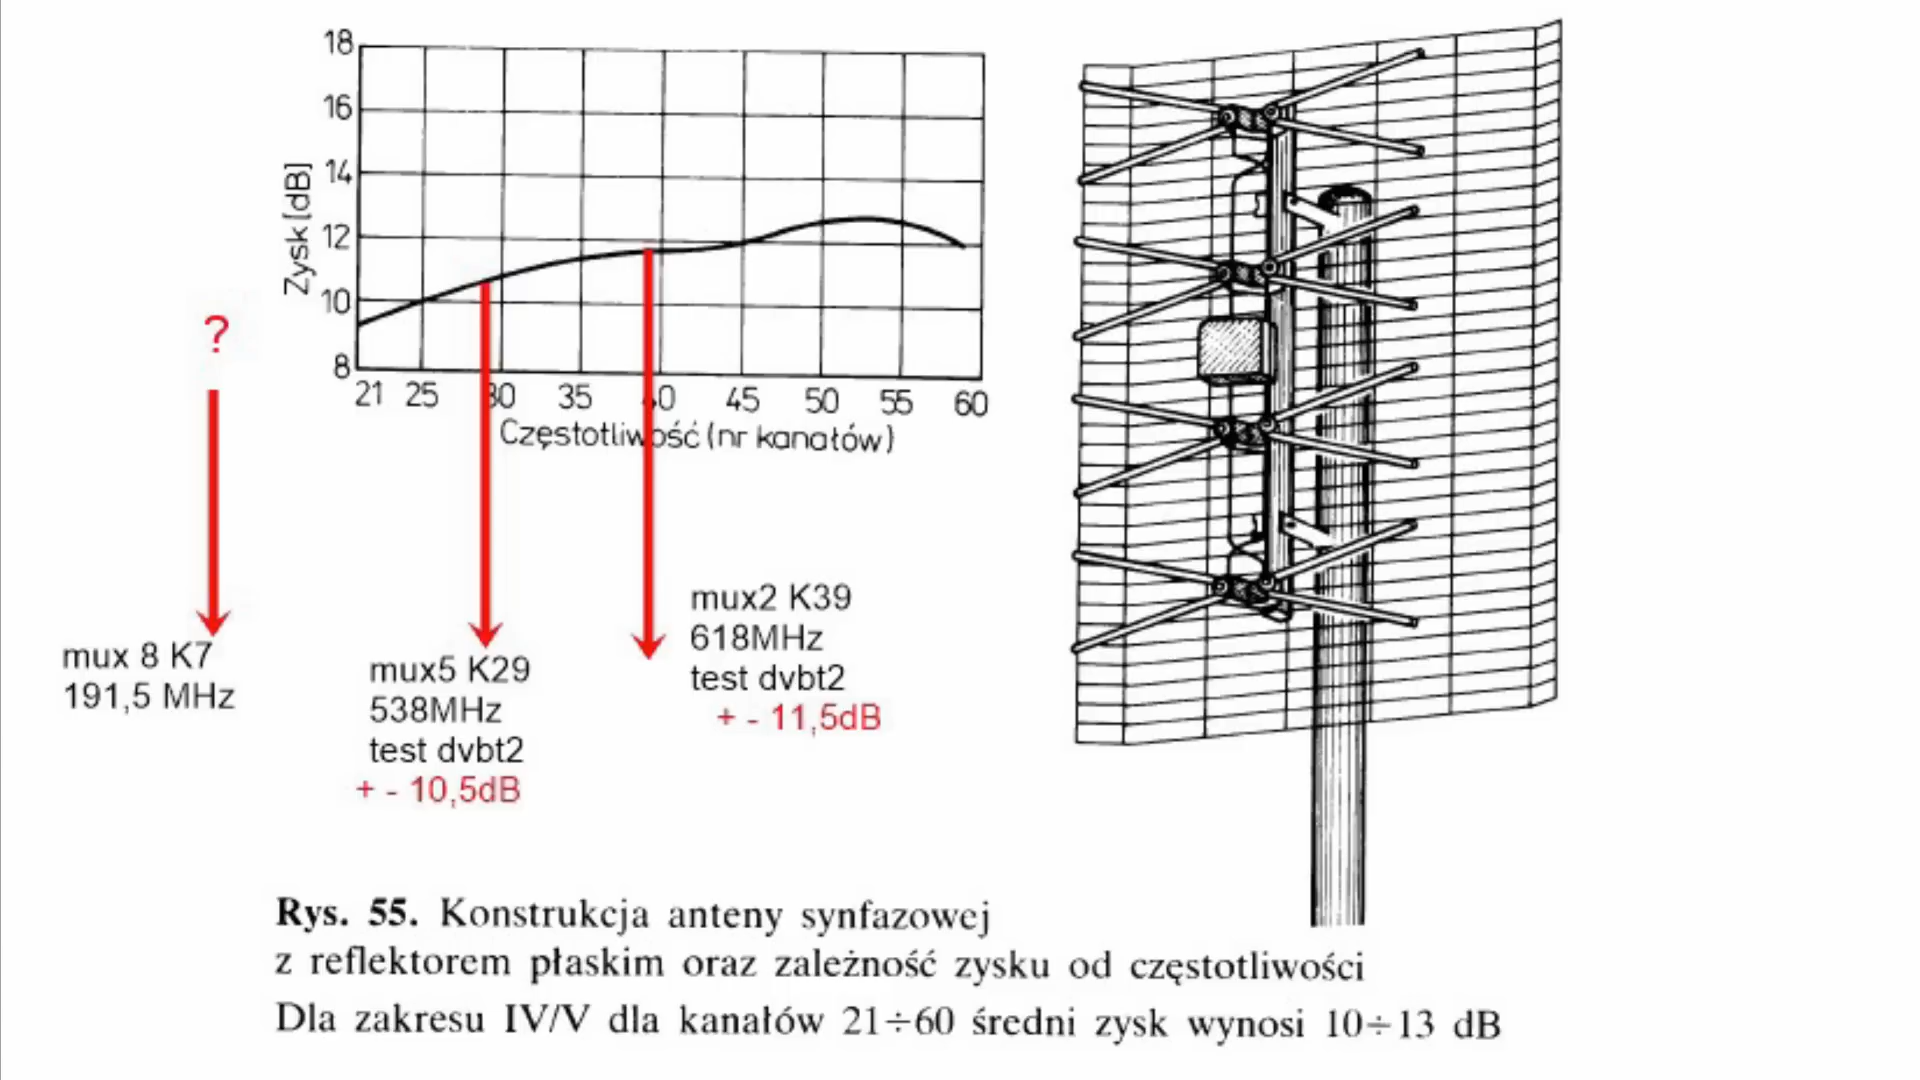 18
16
14
12
10
8
Zysk [dB]
21 25 30 35 40 45 50 55 60
Częstotliwość (nr kanałów)
?
mux 8 K7
191,5 MHz
mux5 K29
538MHz
test dvbt2
+ - 10,5dB
mux2 K39
618MHz
test dvbt2
+ - 11,5dB
Rys. 55. Konstrukcja anteny synfazowej
z reflektorem płaskim oraz zależność zysku od częstotliwości
Dla zakresu IV/V dla kanałów 21÷60 średni zysk wynosi 10÷13 dB